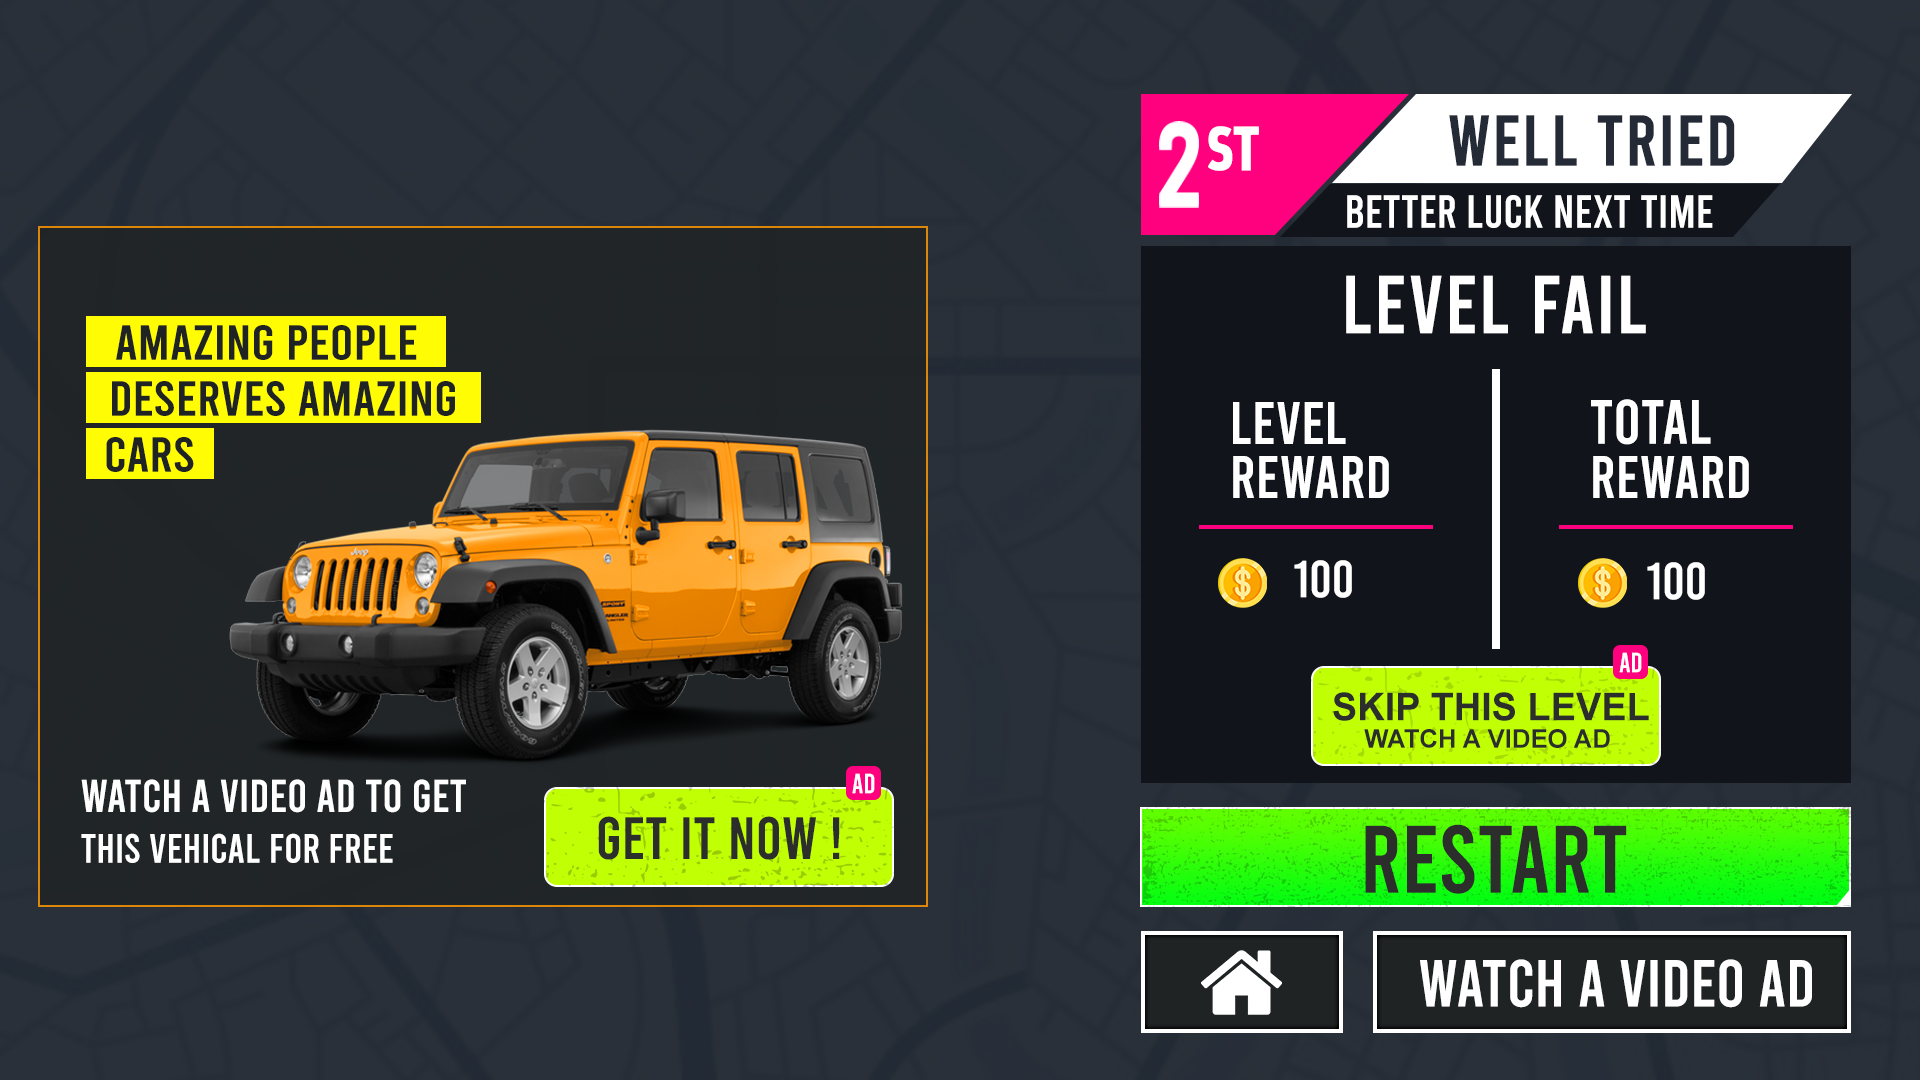 AMAZING PEOPLE
DESERVES AMAZING
CARS
Jeep
SPORT
WATCH A VIDEO AD TO GET
THIS VEHICAL FOR FREE
AD
GET IT NOW !
2ST
WELL TRIED
BETTER LUCK NEXT TIME
LEVEL FAIL
LEVEL
REWARD
100
TOTAL
REWARD
100
AD
SKIP THIS LEVEL
WATCH A VIDEO AD
RESTART
WATCH A VIDEO AD